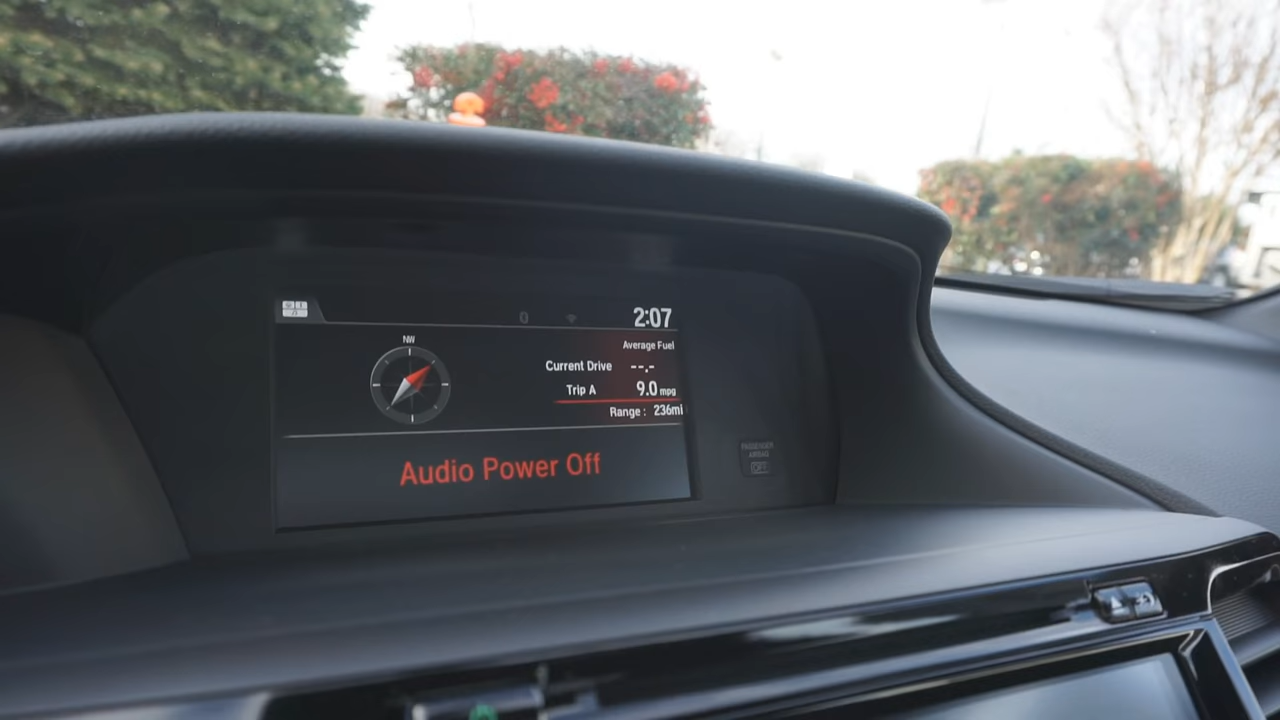 2:07
NW
Average Fuel
Current Drive --.-
Trip A 9.0 mpg
Range : 236mi
Audio Power Off
PASSENGER
AIRBAG
OFF